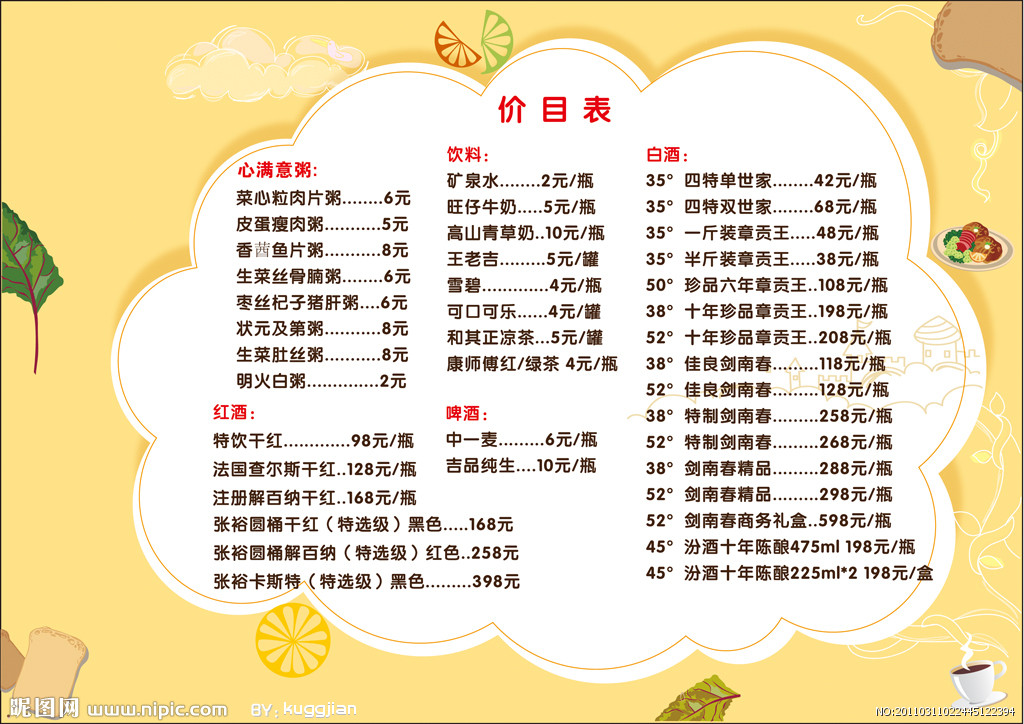 价目表
心满意粥:
菜心粒肉片粥........6元
皮蛋瘦肉粥...........5元
香茜鱼片粥...........8元
生菜丝骨腩粥........6元
枣丝杞子猪肝粥....6元
状元及第粥...........8元
生菜肚丝粥...........8元
明火白粥..............2元
红酒:
特饮干红.............98元/瓶
法国查尔斯干红..128元/瓶
注册解百纳干红..168元/瓶
张裕圆桶干红（特选级）黑色.....168元
张裕圆桶解百纳（特选级）红色..258元
张裕卡斯特（特选级）黑色.........398元
饮料:
矿泉水........2元/瓶
旺仔牛奶.....5元/瓶
高山青草奶..10元/瓶
王老吉.........5元/罐
雪碧.............4元/瓶
可口可乐......4元/罐
和其正凉茶...5元/罐
康师傅红/绿茶 4元/瓶
啤酒:
中一麦.........6元/瓶
吉品纯生....10元/瓶
白酒:
35° 四特单世家........42元/瓶
35° 四特双世家........68元/瓶
35° 一斤装章贡王.....48元/瓶
35° 半斤装章贡王.....38元/瓶
50° 珍品六年章贡王..108元/瓶
38° 十年珍品章贡王..198元/瓶
52° 十年珍品章贡王..208元/瓶
38° 佳良剑南春.........118元/瓶
52° 佳良剑南春.........128元/瓶
38° 特制剑南春.........258元/瓶
52° 特制剑南春.........268元/瓶
38° 剑南春精品.........288元/瓶
52° 剑南春精品.........298元/瓶
52° 剑南春商务礼盒..598元/瓶
45° 汾酒十年陈酿475ml 198元/瓶
45° 汾酒十年陈酿225ml*2 198元/盒
昵图网 www.nipic.com BY: kuggjian
NO:20110311022445122394